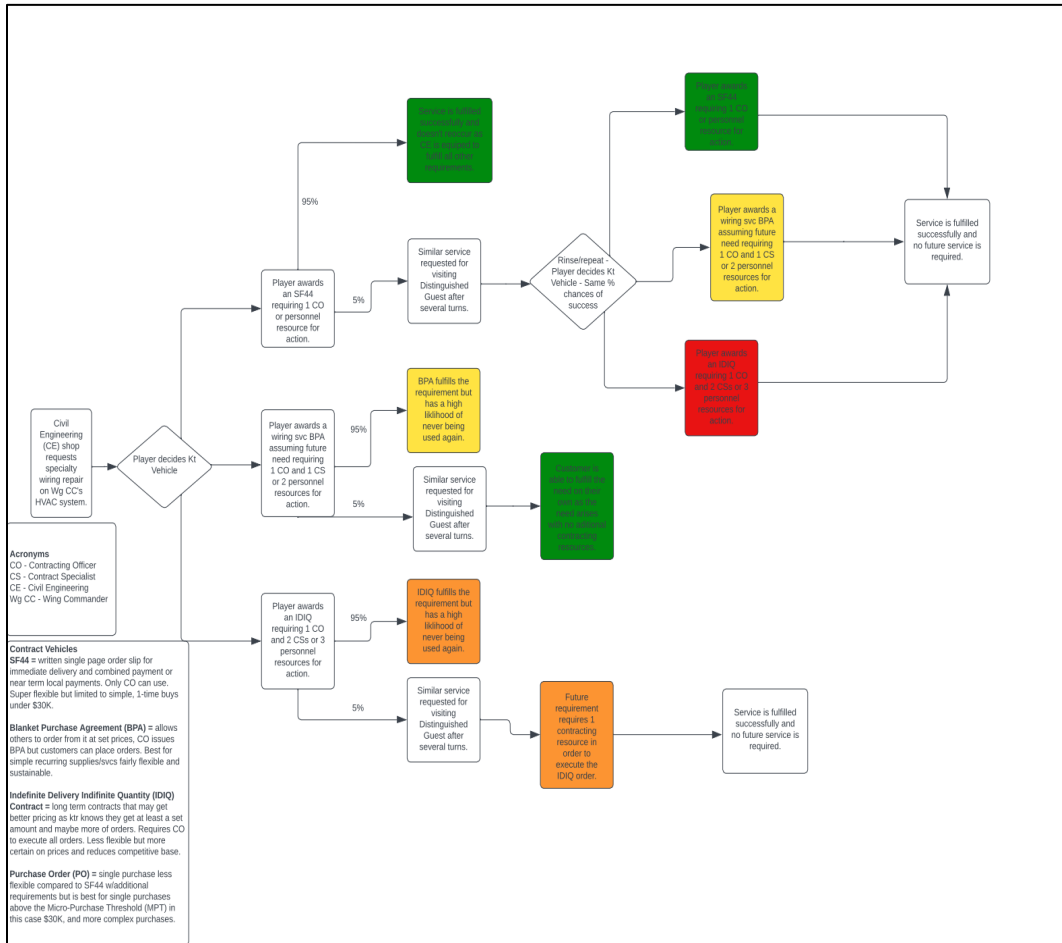 Service is fulfilled
successfully and
doesn't reoccur as
CE is equiped to
fulfill all other
requirements.
95%
Player awards
an SF44
requiring 1 CO
or personnel
resource for
action.
5%
Similar service
requested for
visiting
Distinguished
Guest after
several turns.
Rinse/repeat -
Player decides Kt
Vehicle - Same %
chances of
success
Player awards
an SF44
requiring 1 CO
or personnel
resource for
action.
Player awards a
wiring svc BPA
assuming future
need requiring
1 CO and 1 CS
or 2 personnel
resources for
action.
Player awards
an IDIQ
requiring 1 CO
and 2 CSs or 3
personnel
resources for
action.
Service is fulfilled
successfully and
no future service is
required.
Civil
Engineering
(CE) shop
requests
specialty
wiring repair
on Wg CC's
HVAC system.
Player decides Kt
Vehicle
Player awards a
wiring svc BPA
assuming future
need requiring
1 CO and 1 CS
or 2 personnel
resources for
action.
95%
BPA fulfills the
requirement but
has a high
liklihood of
never being
used again.
5%
Similar service
requested for
visiting
Distinguished
Guest after
several turns.
Customer is
able to fulfill the
need on their
own as the
need arises
with no aditional
contracting
resources.
Player awards
an IDIQ
requiring 1 CO
and 2 CSs or 3
personnel
resources for
action.
95%
IDIQ fulfills the
requirement but
has a high
liklihood of
never being
used again.
5%
Similar service
requested for
visiting
Distinguished
Guest after
several turns.
Future
requirement
requires 1
contracting
resource in
order to
execute the
IDIQ order.
Service is fulfilled
successfully and
no future service is
required.
Acronyms
CO - Contracting Officer
CS - Contract Specialist
CE - Civil Engineering
Wg CC - Wing Commander
Contract Vehicles
SF44 = written single page order slip for
immediate delivery and combined payment or
near term local payments. Only CO can use.
Super flexible but limited to simple, 1-time buys
under $30K.
Blanket Purchase Agreement (BPA) = allows
others to order from it at set prices, CO issues
BPA but customers can place orders. Best for
simple recurring supplies/svcs fairly flexible and
sustainable.
Indefinite Delivery Indifinite Quantity (IDIQ)
Contract = long term contracts that may get
better pricing as ktr knows they get at least a set
amount and maybe more of orders. Requires CO
to execute all orders. Less flexible but more
certain on prices and reduces competitive base.
Purchase Order (PO) = single purchase less
flexible compared to SF44 w/additional
requirements but is best for single purchases
above the Micro-Purchase Threshold (MPT) in
this case $30K, and more complex purchases.